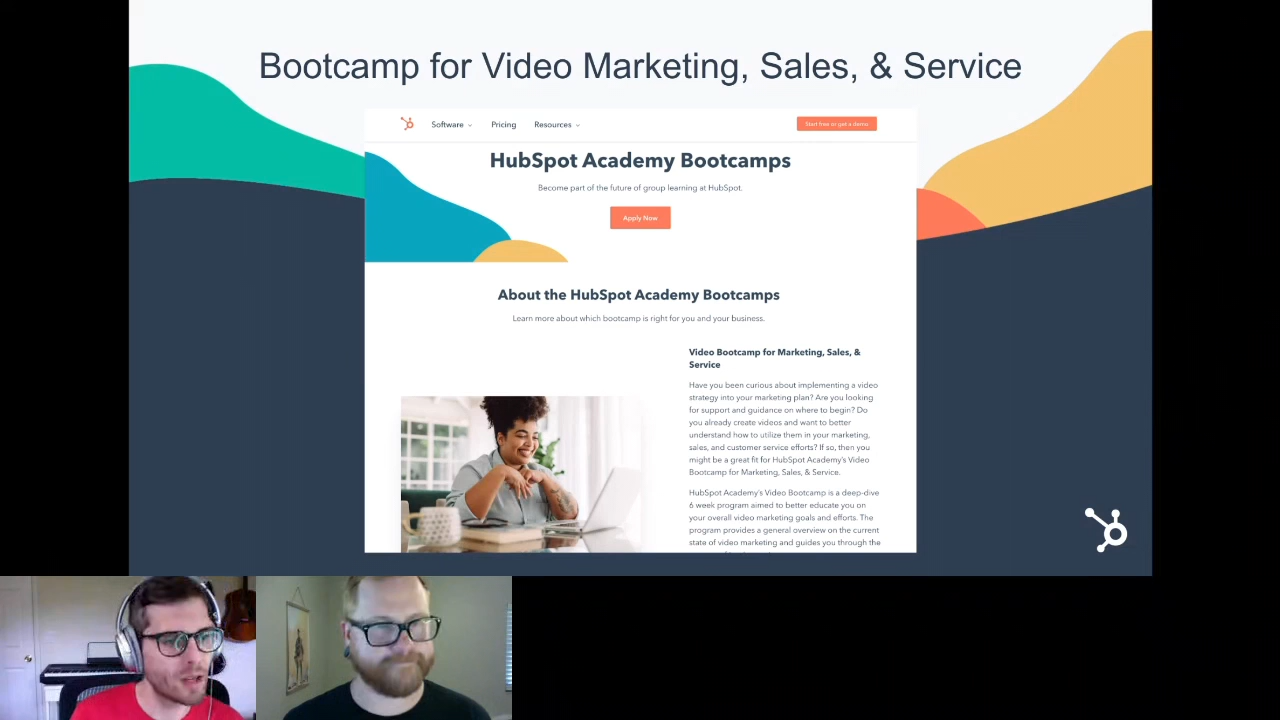 Bootcamp for Video Marketing, Sales, & Service
Software Pricing Resources Start free or get a demo
HubSpot Academy Bootcamps
Become part of the future of group learning at HubSpot.
Apply Now
About the HubSpot Academy Bootcamps
Learn more about which bootcamp is right for you and your business.
Video Bootcamp for Marketing, Sales, &
Service
Have you been curious about implementing a video
strategy into your marketing plan? Are you looking
for support and guidance on where to begin? Do
you already create videos and want to better
understand how to utilize them in your marketing,
sales, and customer service efforts? If so, then you
might be a great fit for HubSpot Academy's Video
Bootcamp for Marketing, Sales, & Service.
HubSpot Academy's Video Bootcamp is a deep-dive
6 week program aimed to better educate you on
your overall video marketing goals and efforts. The
program provides a general overview on the current
state of video marketing and guides you through the